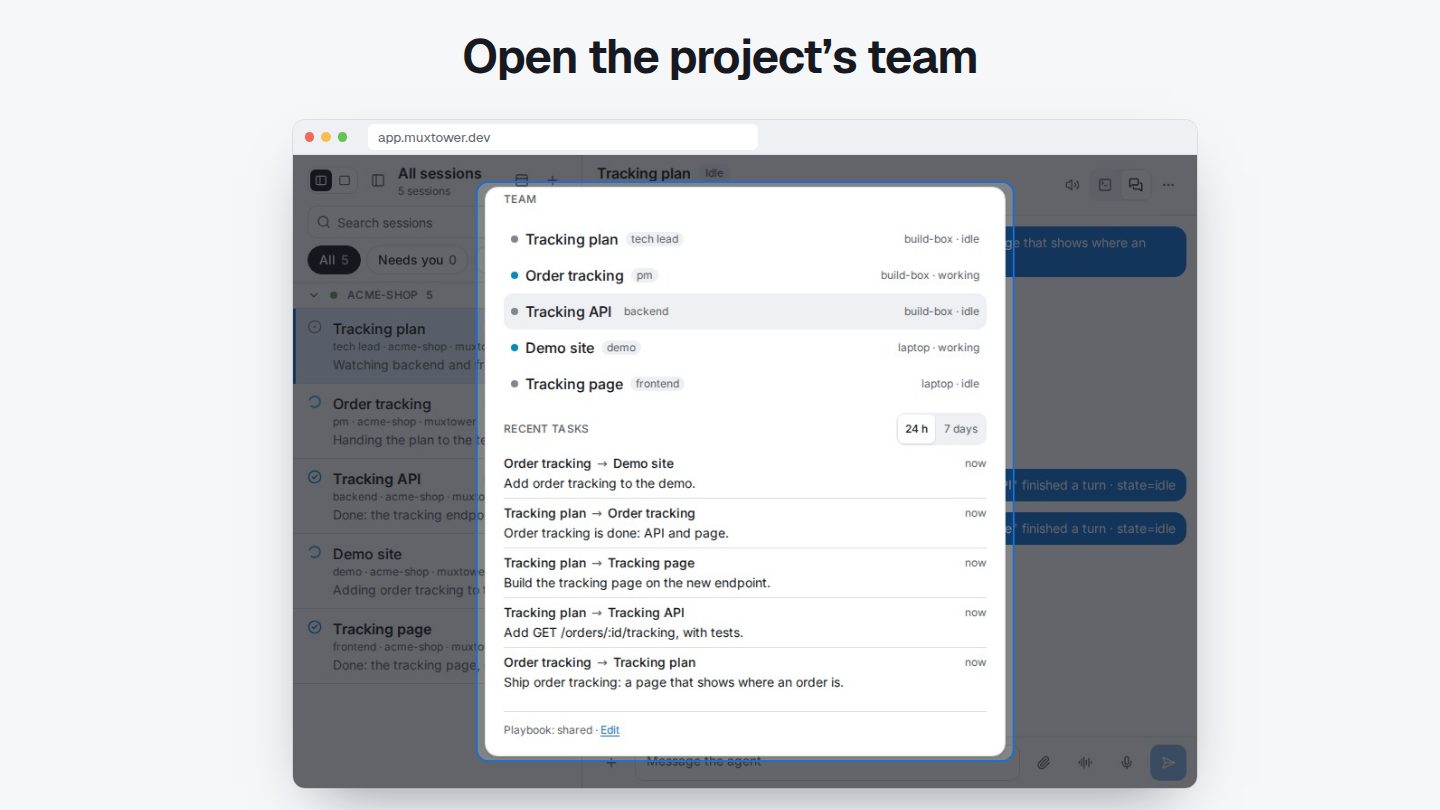 Open the project’s team
app.muxtower.dev
All sessions
5 sessions
Search sessions
All 5
Needs you 0
ACME-SHOP 5
Tracking plan
tech lead · acme-shop ·
Watching backend and
Order tracking
pm · acme-shop · muxtower
Handing the plan to the
Tracking API
backend · acme-shop ·
Done: the tracking
Demo site
demo · acme-shop ·
Adding order tracking to
Tracking page
frontend · acme-shop ·
Done: the tracking page,
Tracking plan Idle
that shows where an
finished a turn · state=idle
finished a turn · state=idle
Message the agent
TEAM
Tracking plan tech lead build-box · idle
Order tracking pm build-box · working
Tracking API backend build-box · idle
Demo site demo laptop · working
Tracking page frontend laptop · idle
RECENT TASKS 24 h 7 days
Order tracking → Demo site now
Add order tracking to the demo.
Tracking plan → Order tracking now
Order tracking is done: API and page.
Tracking plan → Tracking page now
Build the tracking page on the new endpoint.
Tracking plan → Tracking API now
Add GET /orders/:id/tracking, with tests.
Order tracking → Tracking plan now
Ship order tracking: a page that shows where an order is.
Playbook: shared · Edit